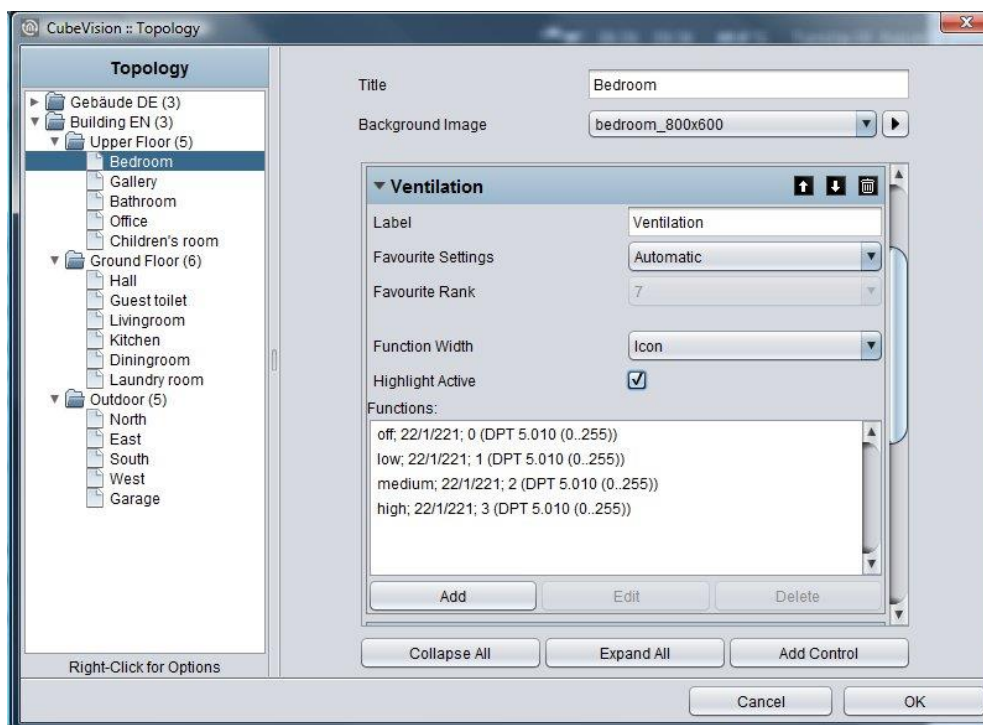 CubeVision :: Topology
Topology
Gebäude DE (3)
Building EN (3)
Upper Floor (5)
Bedroom
Gallery
Bathroom
Office
Children's room
Ground Floor (6)
Hall
Guest toilet
Livingroom
Kitchen
Diningroom
Laundry room
Outdoor (5)
North
East
South
West
Garage
Right-Click for Options
Title Bedroom
Background Image bedroom_800x600
Ventilation
Label Ventilation
Favourite Settings Automatic
Favourite Rank 7
Function Width Icon
Highlight Active
Functions:
off; 22/1/221; 0 (DPT 5.010 (0..255))
low; 22/1/221; 1 (DPT 5.010 (0..255))
medium; 22/1/221; 2 (DPT 5.010 (0..255))
high; 22/1/221; 3 (DPT 5.010 (0..255))
Add Edit Delete
Collapse All Expand All Add Control
Cancel OK